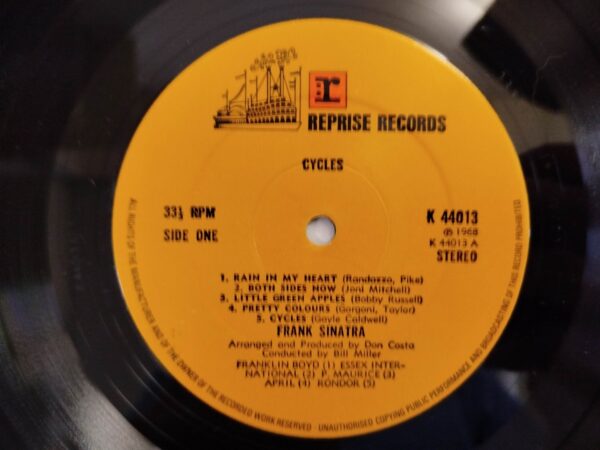 r
REPRISE RECORDS
CYCLES
33⅓ RPM
SIDE ONE
K 44013
Ⓟ 1968
K 44013 A
STEREO
1. RAIN IN MY HEART (Randazzo, Pike)
2. BOTH SIDES NOW (Joni Mitchell)
3. LITTLE GREEN APPLES (Bobby Russell)
4. PRETTY COLOURS (Gorgoni, Taylor)
5. CYCLES (Gayle Caldwell)
FRANK SINATRA
Arranged and Produced by Don Costa
Conducted by Bill Miller
FRANKLIN BOYD (1) ESSEX INTER=
NATIONAL (2) P. MAURICE (3)
APRIL (4) RONDOR (5)
ALL RIGHTS OF THE MANUFACTURER AND OF THE OWNER OF THE RECORDED WORK RESERVED - UNAUTHORISED COPYING PUBLIC PERFORMANCE AND BROADCASTING OF THIS RECORD PROHIBITED